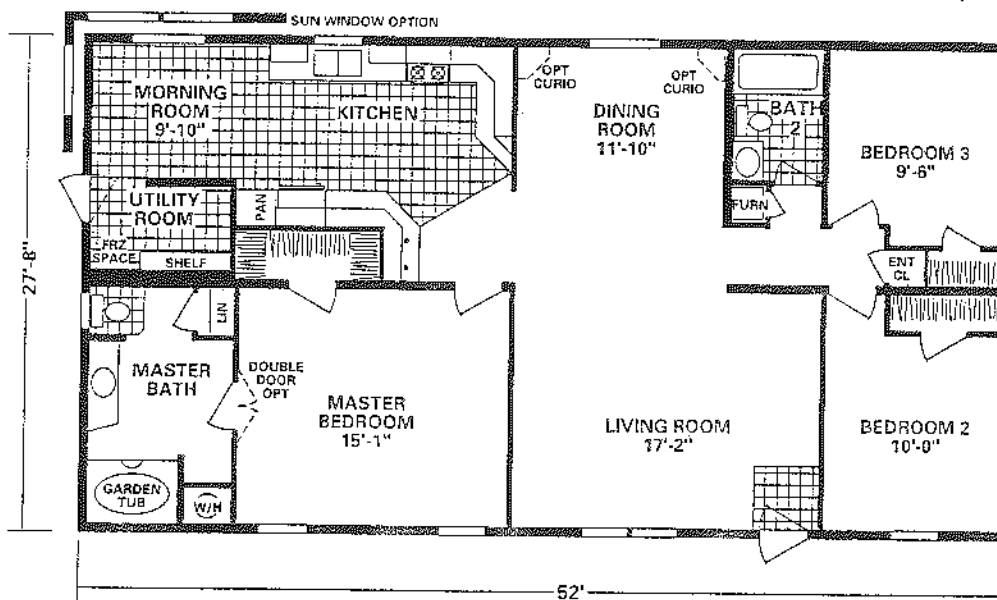 SUN WINDOW OPTION
MORNING
ROOM
9'-10"
KITCHEN
OPT
CURIO
DINING
ROOM
11'-10"
OPT
CURIO
BATH
2
BEDROOM 3
9'-6"
UTILITY
ROOM
PAN
FURN
FRZ
SPACE
SHELF
ENT
CL
27'-8"
LIN
MASTER
BATH
DOUBLE
DOOR
OPT
MASTER
BEDROOM
15'-1"
LIVING ROOM
17'-2"
BEDROOM 2
GARDEN
TUB
W/H
52'